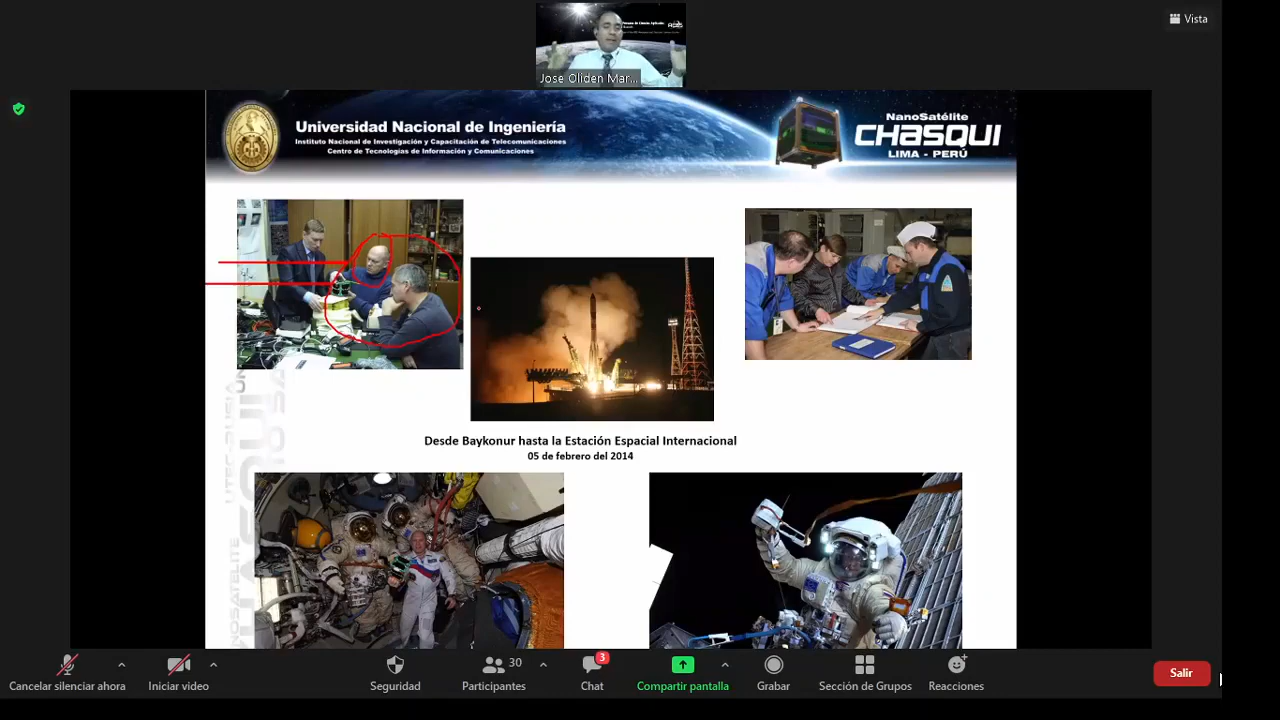 Vista
Jose Oliden Mar...
Universidad Nacional de Ingeniería
Instituto Nacional de Investigación y Capacitación de Telecomunicaciones
Centro de Tecnologías de Información y Comunicaciones
NanoSatélite
CHASQUI
LIMA - PERÚ
Desde Baykonur hasta la Estación Espacial Internacional
05 de febrero del 2014
NOSATELITE
Cancelar silenciar ahora
Iniciar video
Seguridad
30
Participantes
3
Chat
Compartir pantalla
Grabar
Sección de Grupos
Reacciones
Salir